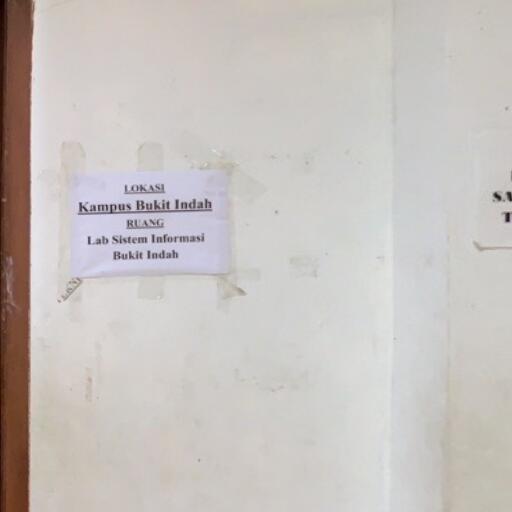 LOKASI
Kampus Bukit Indah
RUANG
Lab Sistem Informasi
Bukit Indah